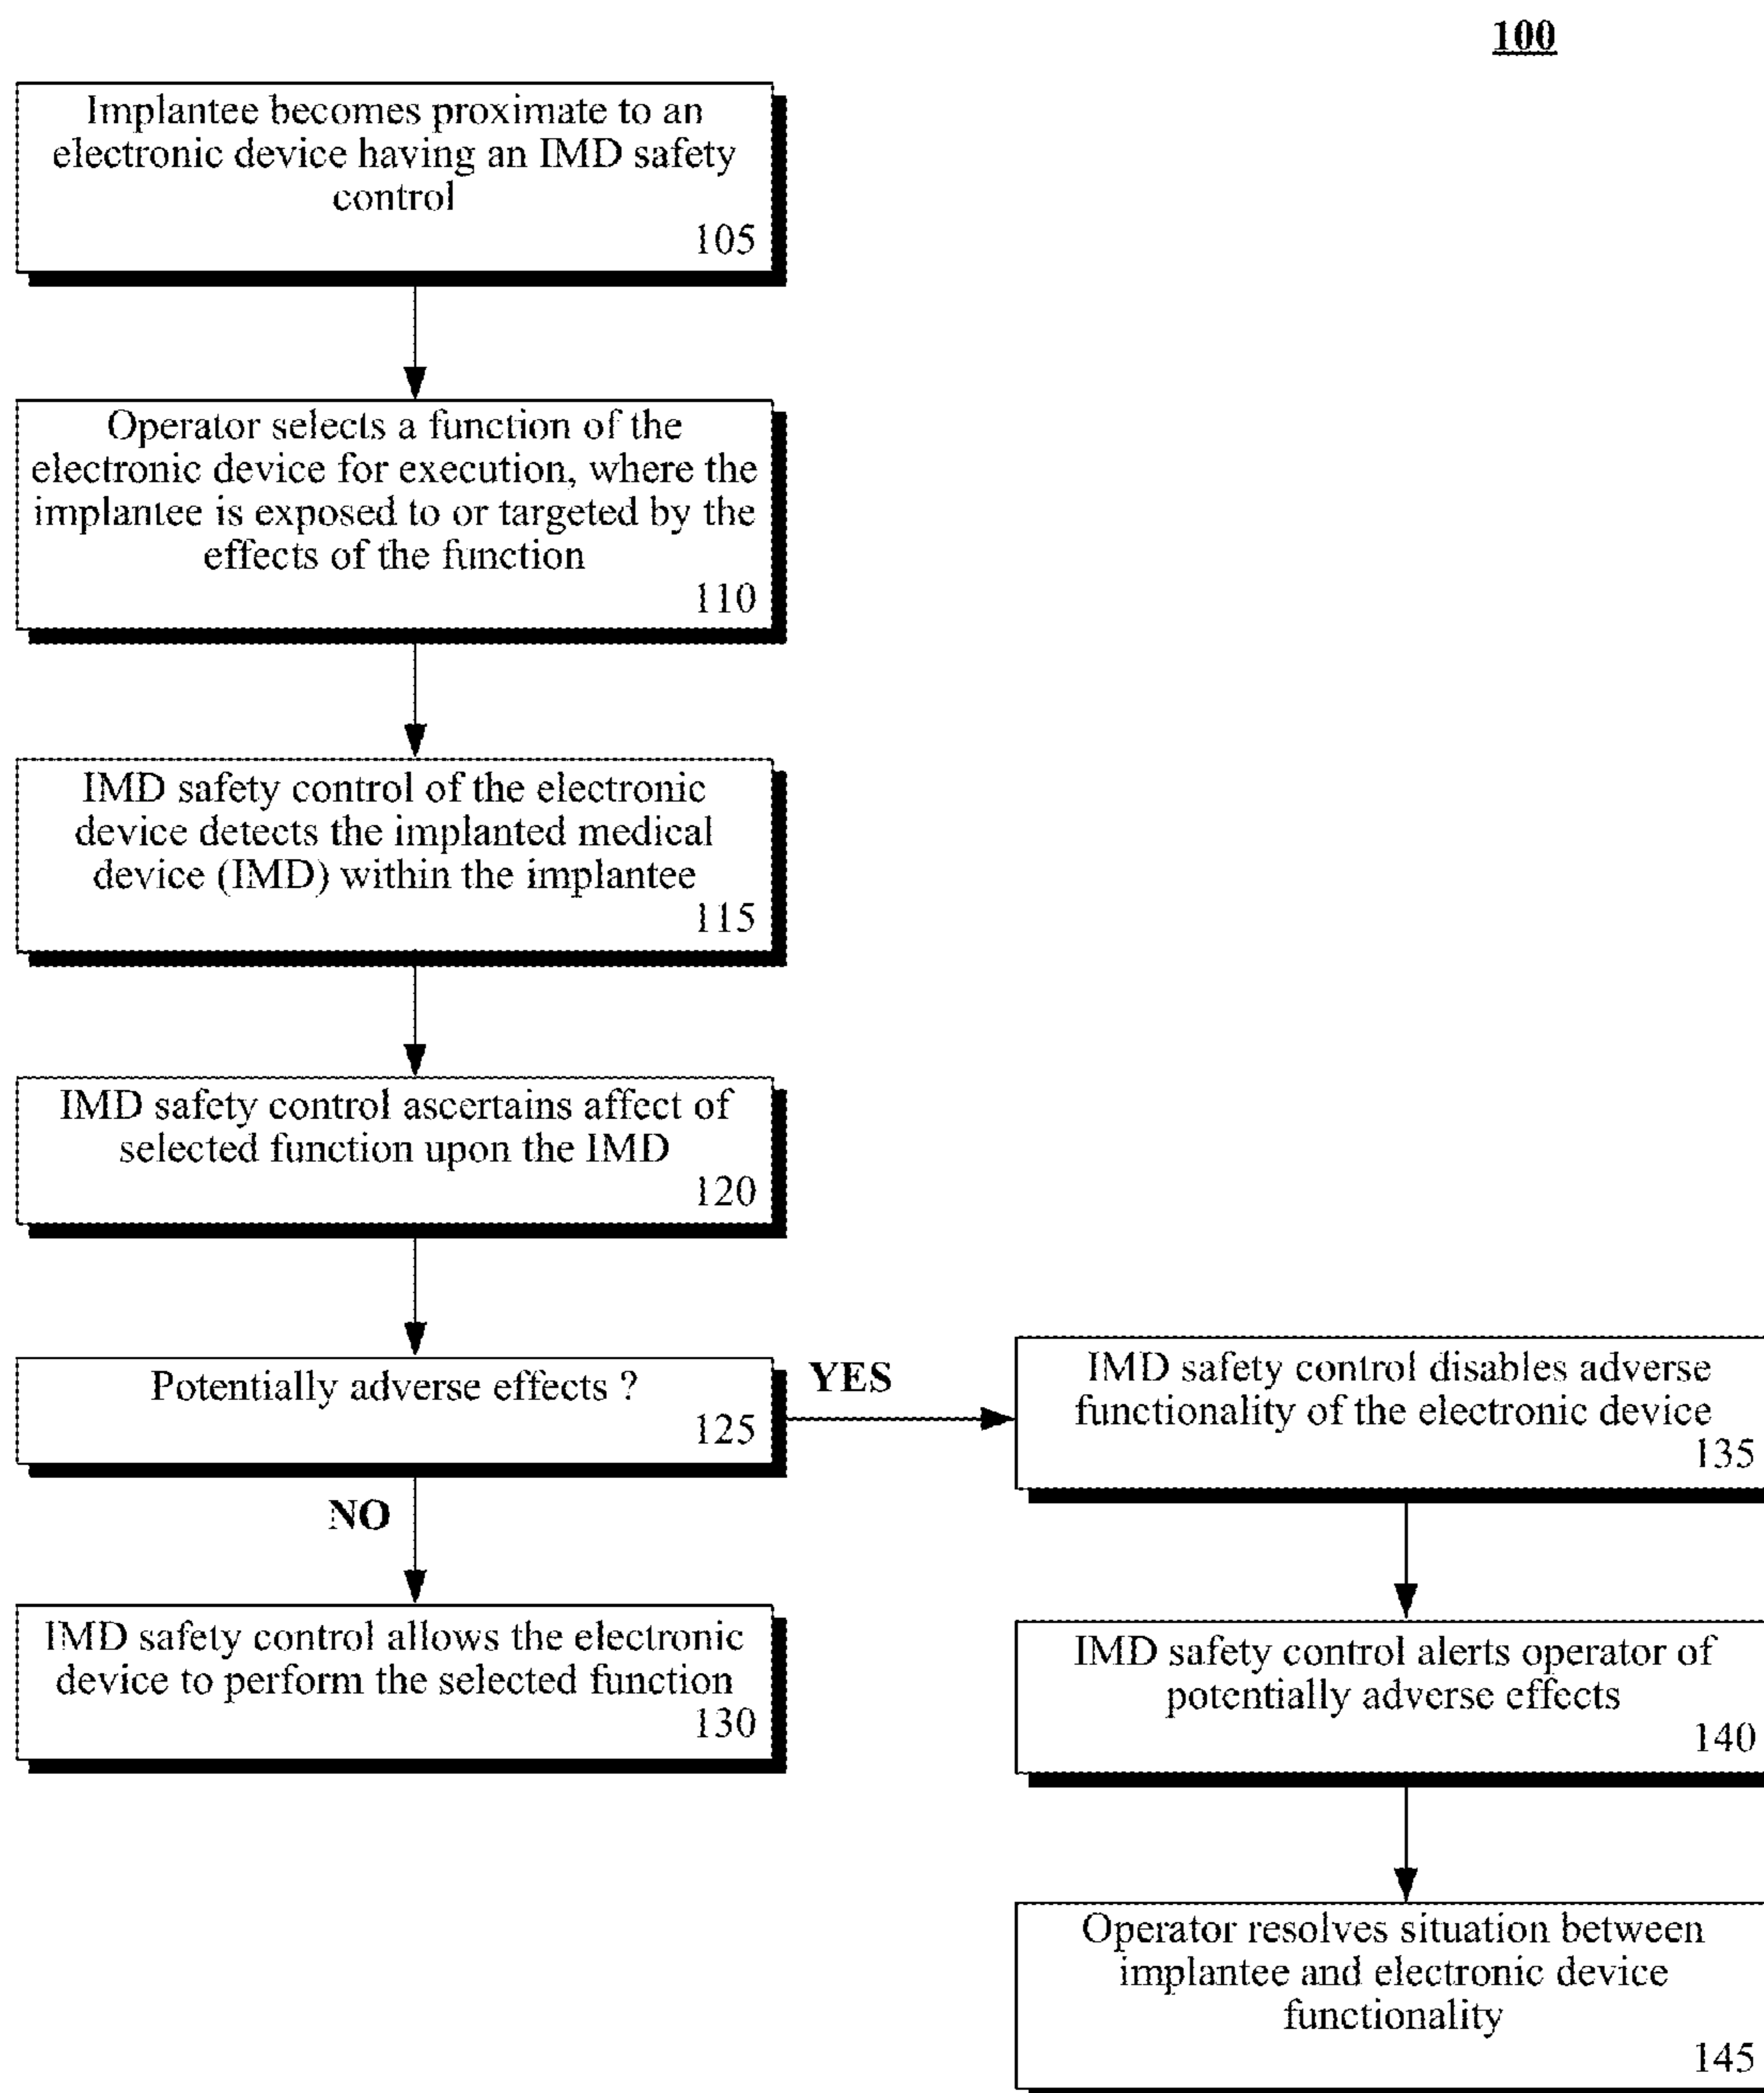 100
Implantee becomes proximate to an
electronic device having an IMD safety
control
105
Operator selects a function of the
electronic device for execution, where the
implantee is exposed to or targeted by the
effects of the function
110
IMD safety control of the electronic
device detects the implanted medical
device (IMD) within the implantee
115
IMD safety control ascertains affect of
selected function upon the IMD
120
Potentially adverse effects ?
125
YES
NO
IMD safety control allows the electronic
device to perform the selected function
130
IMD safety control disables adverse
functionality of the electronic device
135
IMD safety control alerts operator of
potentially adverse effects
140
Operator resolves situation between
implantee and electronic device
functionality
145